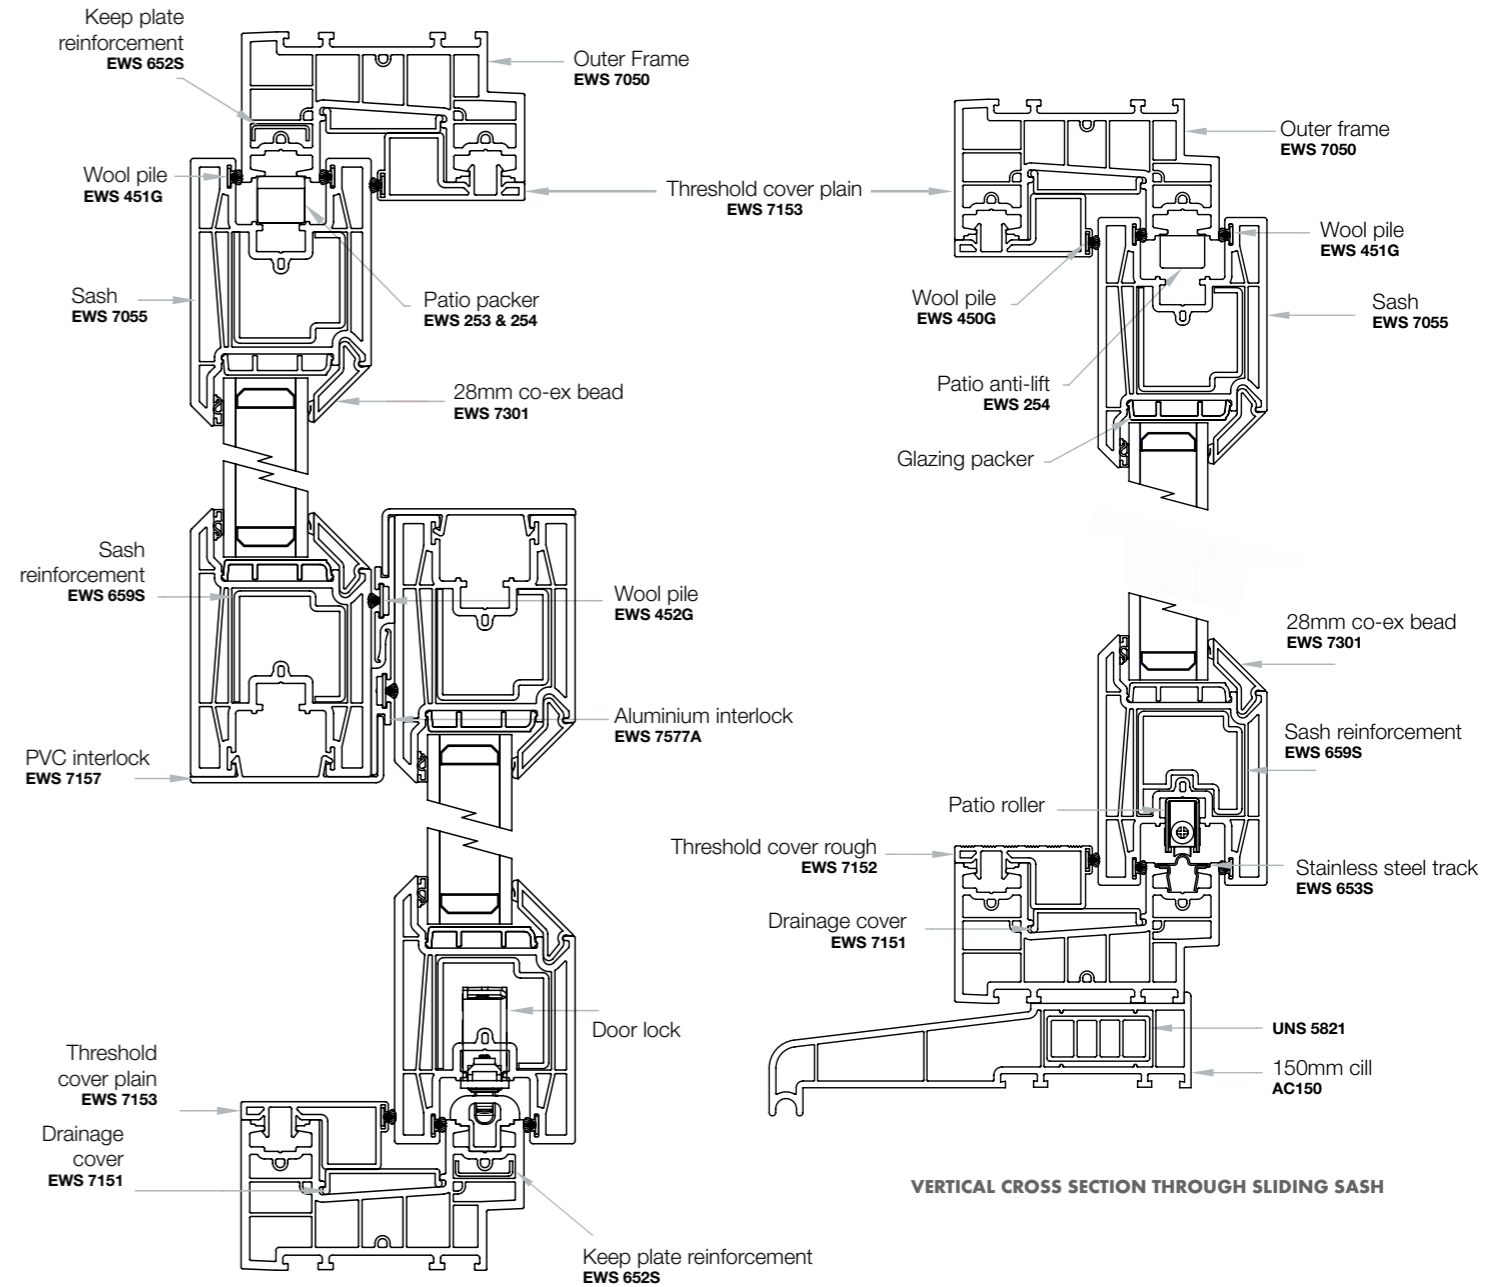 Keep plate
reinforcement
EWS 652S
Outer Frame
EWS 7050
Wool pile
EWS 451G
Threshold cover plain
EWS 7153
Sash
EWS 7055
Patio packer
EWS 253 & 254
28mm co-ex bead
EWS 7301
Sash
reinforcement
EWS 659S
Wool pile
EWS 452G
Aluminium interlock
EWS 7577A
PVC interlock
EWS 7157
Door lock
Threshold
cover plain
EWS 7153
Drainage
cover
EWS 7151
Keep plate reinforcement
EWS 652S
Outer frame
EWS 7050
Wool pile
EWS 451G
Wool pile
EWS 450G
Sash
EWS 7055
Patio anti-lift
EWS 254
Glazing packer
28mm co-ex bead
EWS 7301
Sash reinforcement
EWS 659S
Patio roller
Threshold cover rough
EWS 7152
Stainless steel track
EWS 653S
Drainage cover
EWS 7151
UNS 5821
150mm cill
AC150
VERTICAL CROSS SECTION THROUGH SLIDING SASH